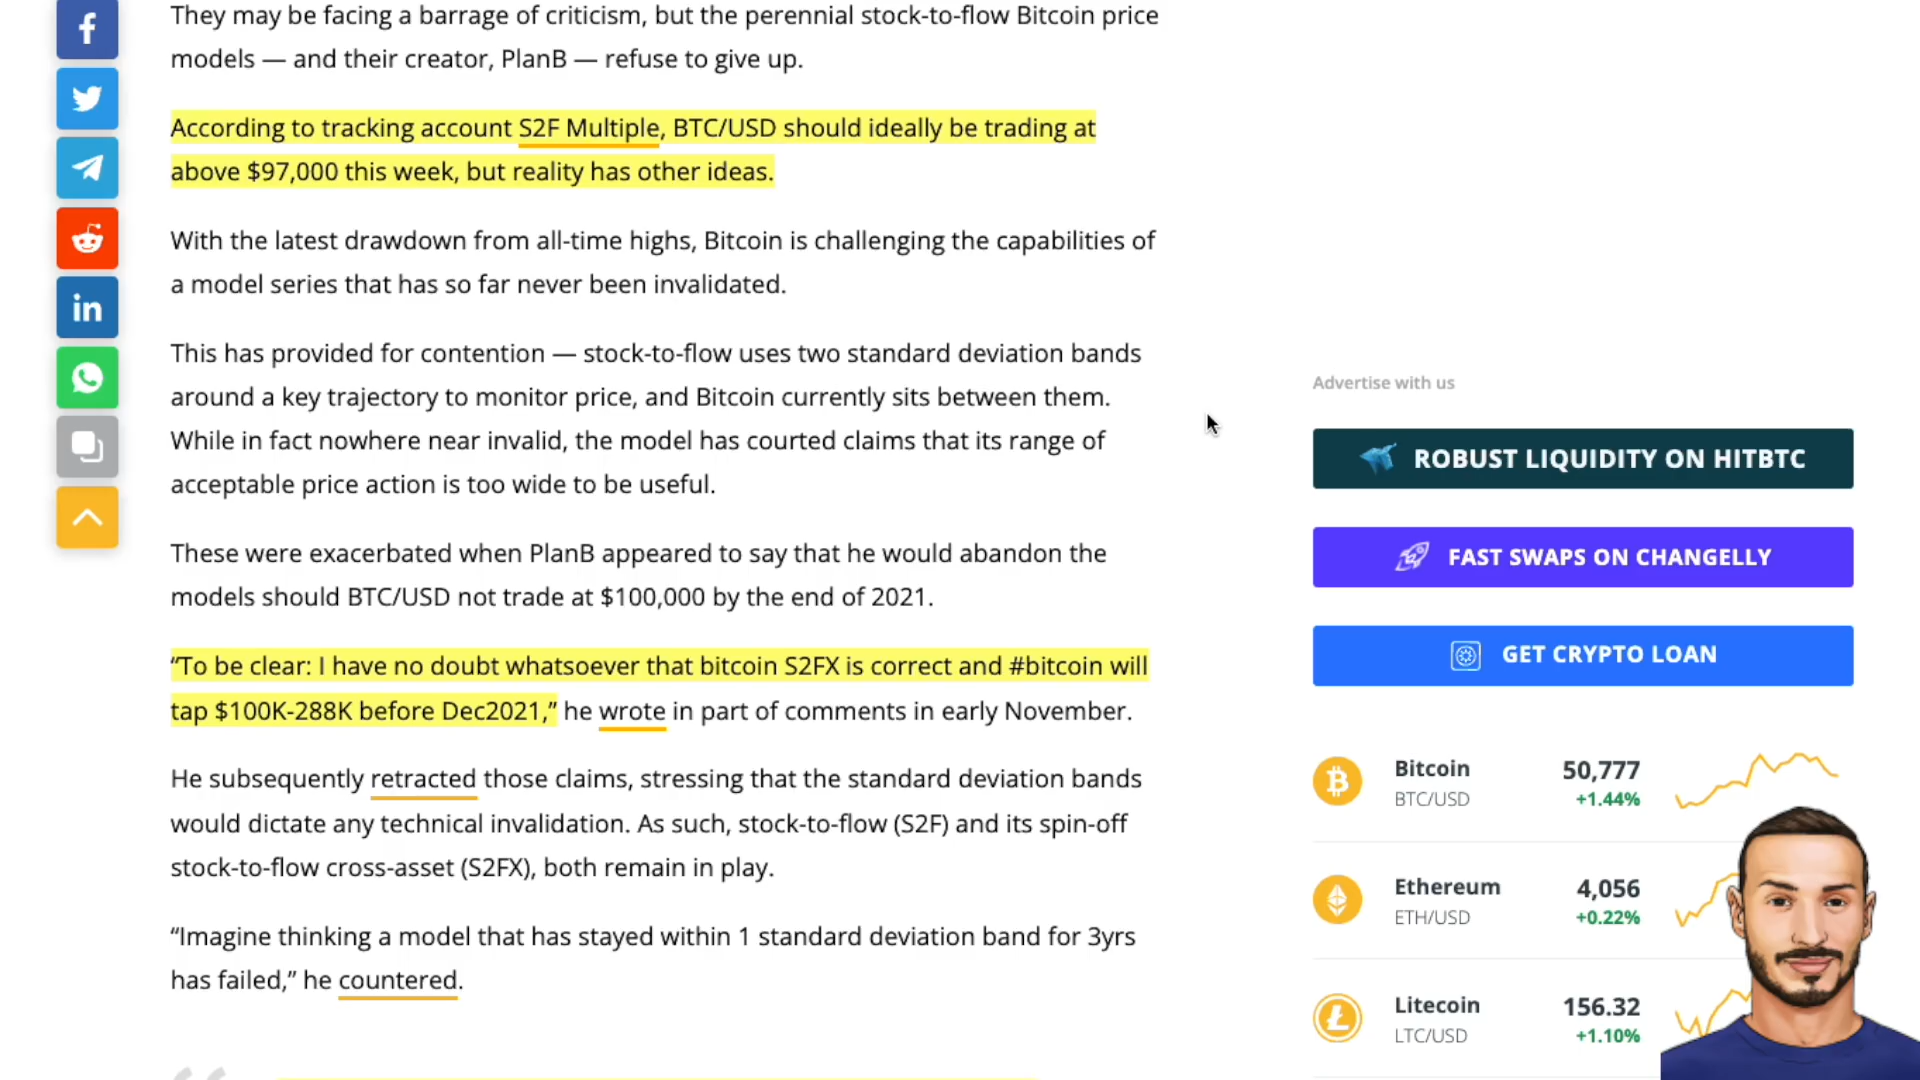 They may be facing a barrage of criticism, but the perennial stock-to-flow Bitcoin price
models — and their creator, PlanB — refuse to give up.
According to tracking account S2F Multiple, BTC/USD should ideally be trading at
above $97,000 this week, but reality has other ideas.
With the latest drawdown from all-time highs, Bitcoin is challenging the capabilities of
a model series that has so far never been invalidated.
This has provided for contention — stock-to-flow uses two standard deviation bands
around a key trajectory to monitor price, and Bitcoin currently sits between them.
While in fact nowhere near invalid, the model has courted claims that its range of
acceptable price action is too wide to be useful.
These were exacerbated when PlanB appeared to say that he would abandon the
models should BTC/USD not trade at $100,000 by the end of 2021.
“To be clear: I have no doubt whatsoever that bitcoin S2FX is correct and #bitcoin will
tap $100K-288K before Dec2021,” he wrote in part of comments in early November.
He subsequently retracted those claims, stressing that the standard deviation bands
would dictate any technical invalidation. As such, stock-to-flow (S2F) and its spin-off
stock-to-flow cross-asset (S2FX), both remain in play.
“Imagine thinking a model that has stayed within 1 standard deviation band for 3yrs
has failed,” he countered.
Advertise with us
ROBUST LIQUIDITY ON HITBTC
FAST SWAPS ON CHANGELLY
GET CRYPTO LOAN
Bitcoin 50,777
BTC/USD +1.44%
Ethereum 4,056
ETH/USD +0.22%
Litecoin 156.32
LTC/USD +1.10%